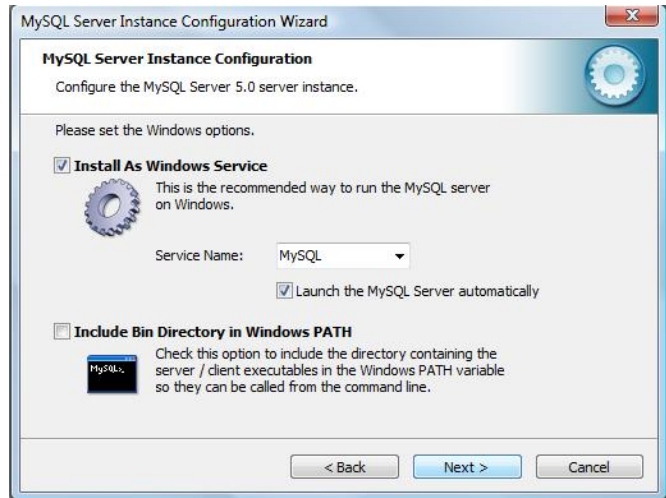 MySQL Server Instance Configuration Wizard
MySQL Server Instance Configuration
Configure the MySQL Server 5.0 server instance.
Please set the Windows options.
Install As Windows Service
This is the recommended way to run the MySQL server
on Windows.
Service Name: MySQL
Launch the MySQL Server automatically
Include Bin Directory in Windows PATH
MySQL>_
Check this option to include the directory containing the
server / client executables in the Windows PATH variable
so they can be called from the command line.
< Back Next > Cancel